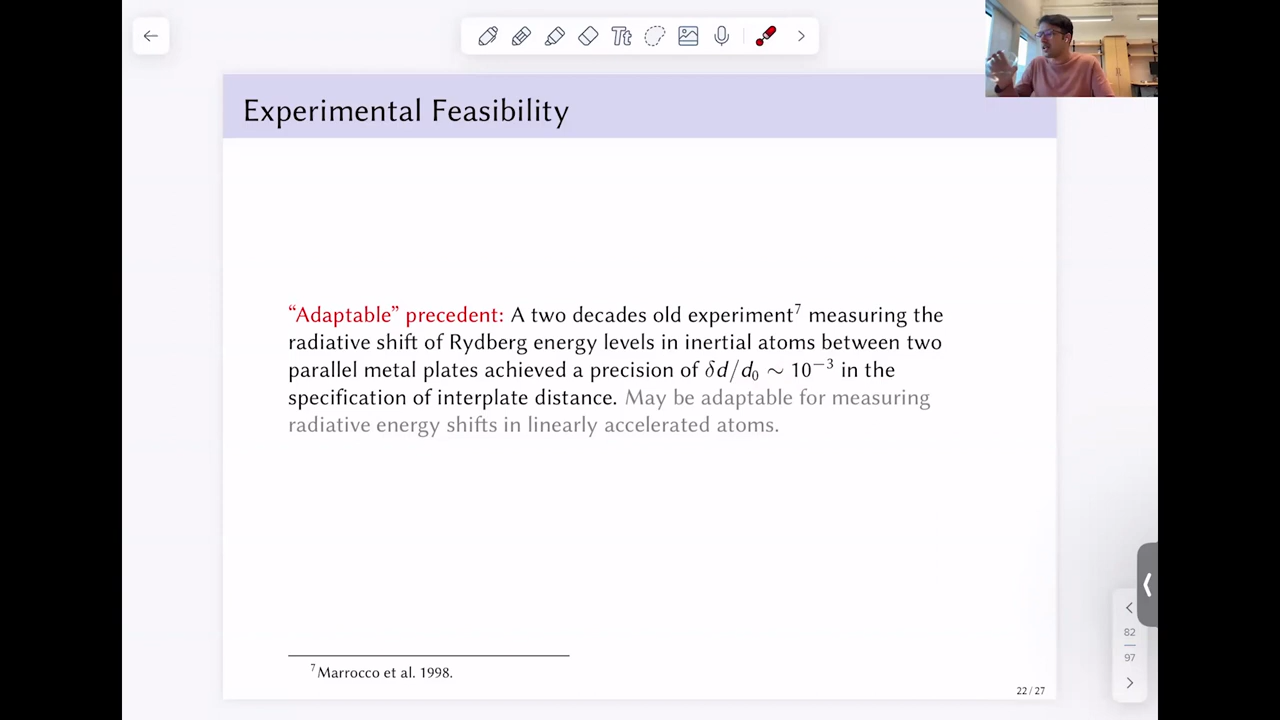 Tt
Experimental Feasibility
“Adaptable” precedent: A two decades old experiment⁷ measuring the
radiative shift of Rydberg energy levels in inertial atoms between two
parallel metal plates achieved a precision of δd/d₀ ∼ 10⁻³ in the
specification of interplate distance. May be adaptable for measuring
radiative energy shifts in linearly accelerated atoms.
⁷Marrocco et al. 1998.
22 / 27
82
97